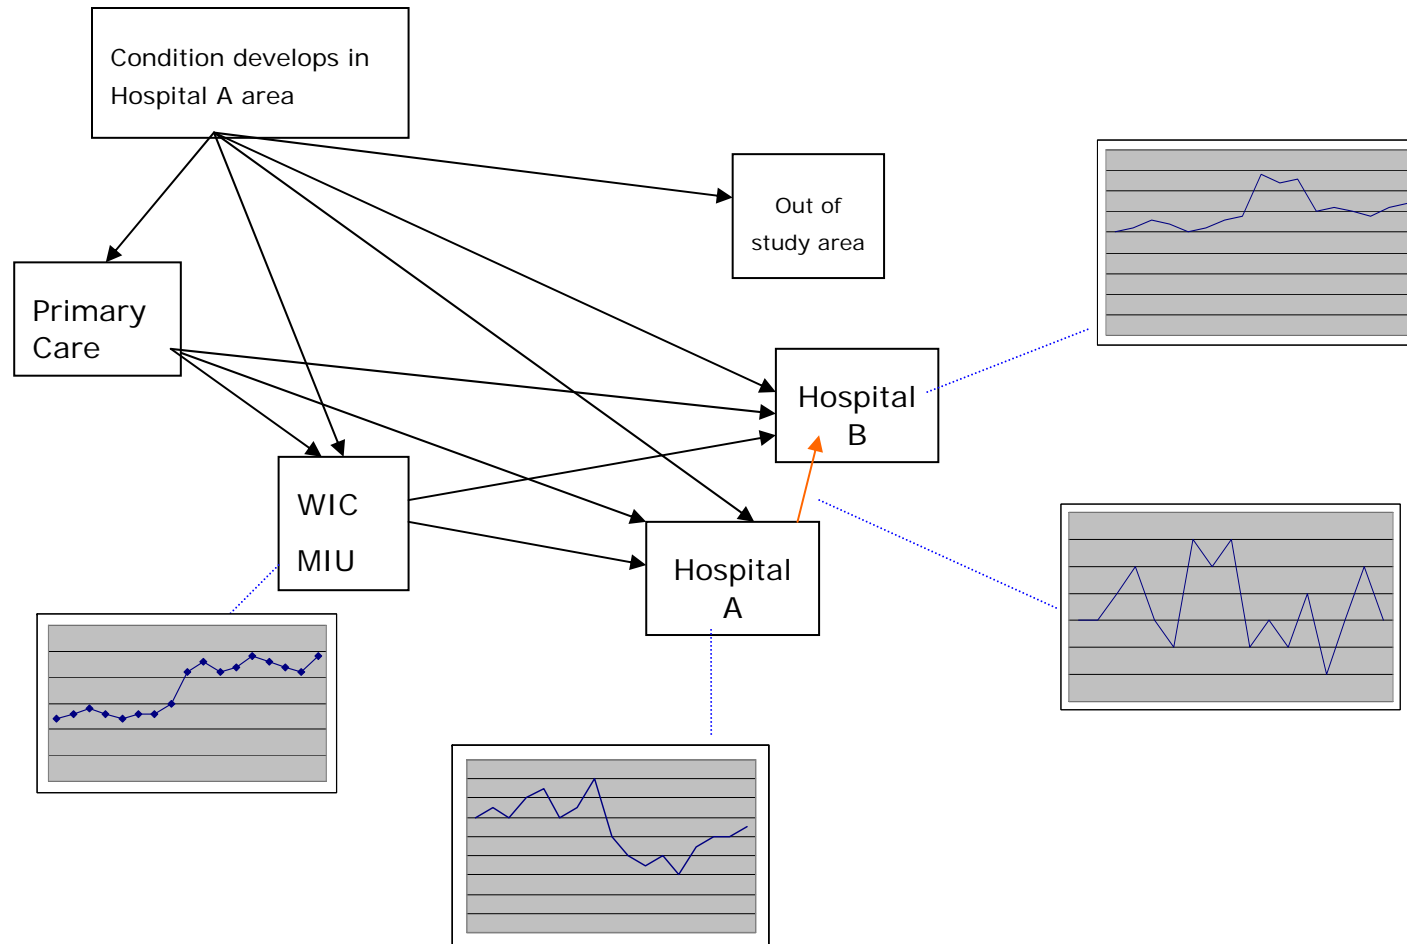 Condition develops in
Hospital A area
Out of
study area
Primary
Care
Hospital
B
WIC
MIU
Hospital
A